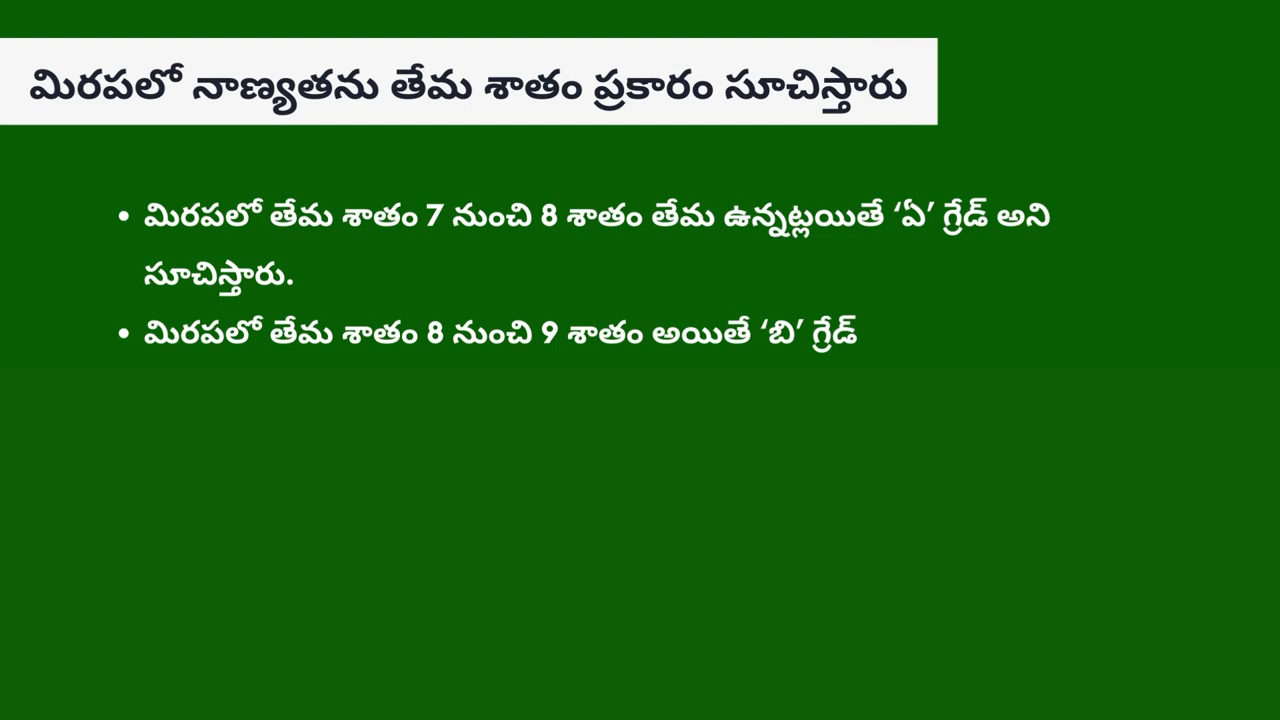 మిరపలో నాణ్యతను తేమ శాతం ప్రకారం సూచిస్తారు
• మిరపలో తేమ శాతం 7 నుంచి 8 శాతం తేమ ఉన్నట్లయితే ‘ఏ’ గ్రేడ్ అని
సూచిస్తారు.
• మిరపలో తేమ శాతం 8 నుంచి 9 శాతం అయితే ‘బి’ గ్రేడ్